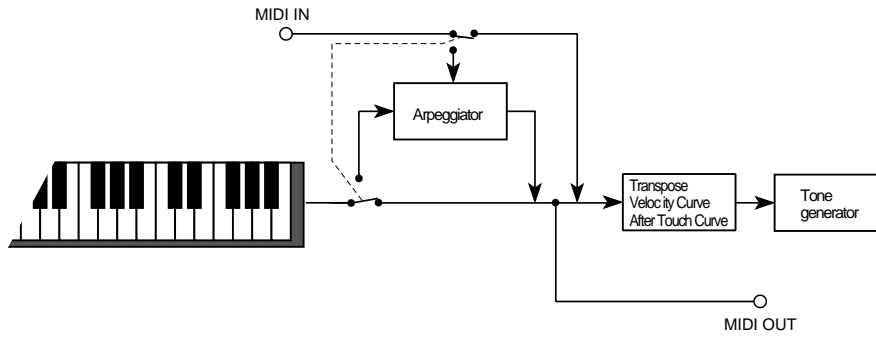 MIDI IN
Arpeggiator
Transpose
Velocity Curve
After Touch Curve
Tone
generator
MIDI OUT